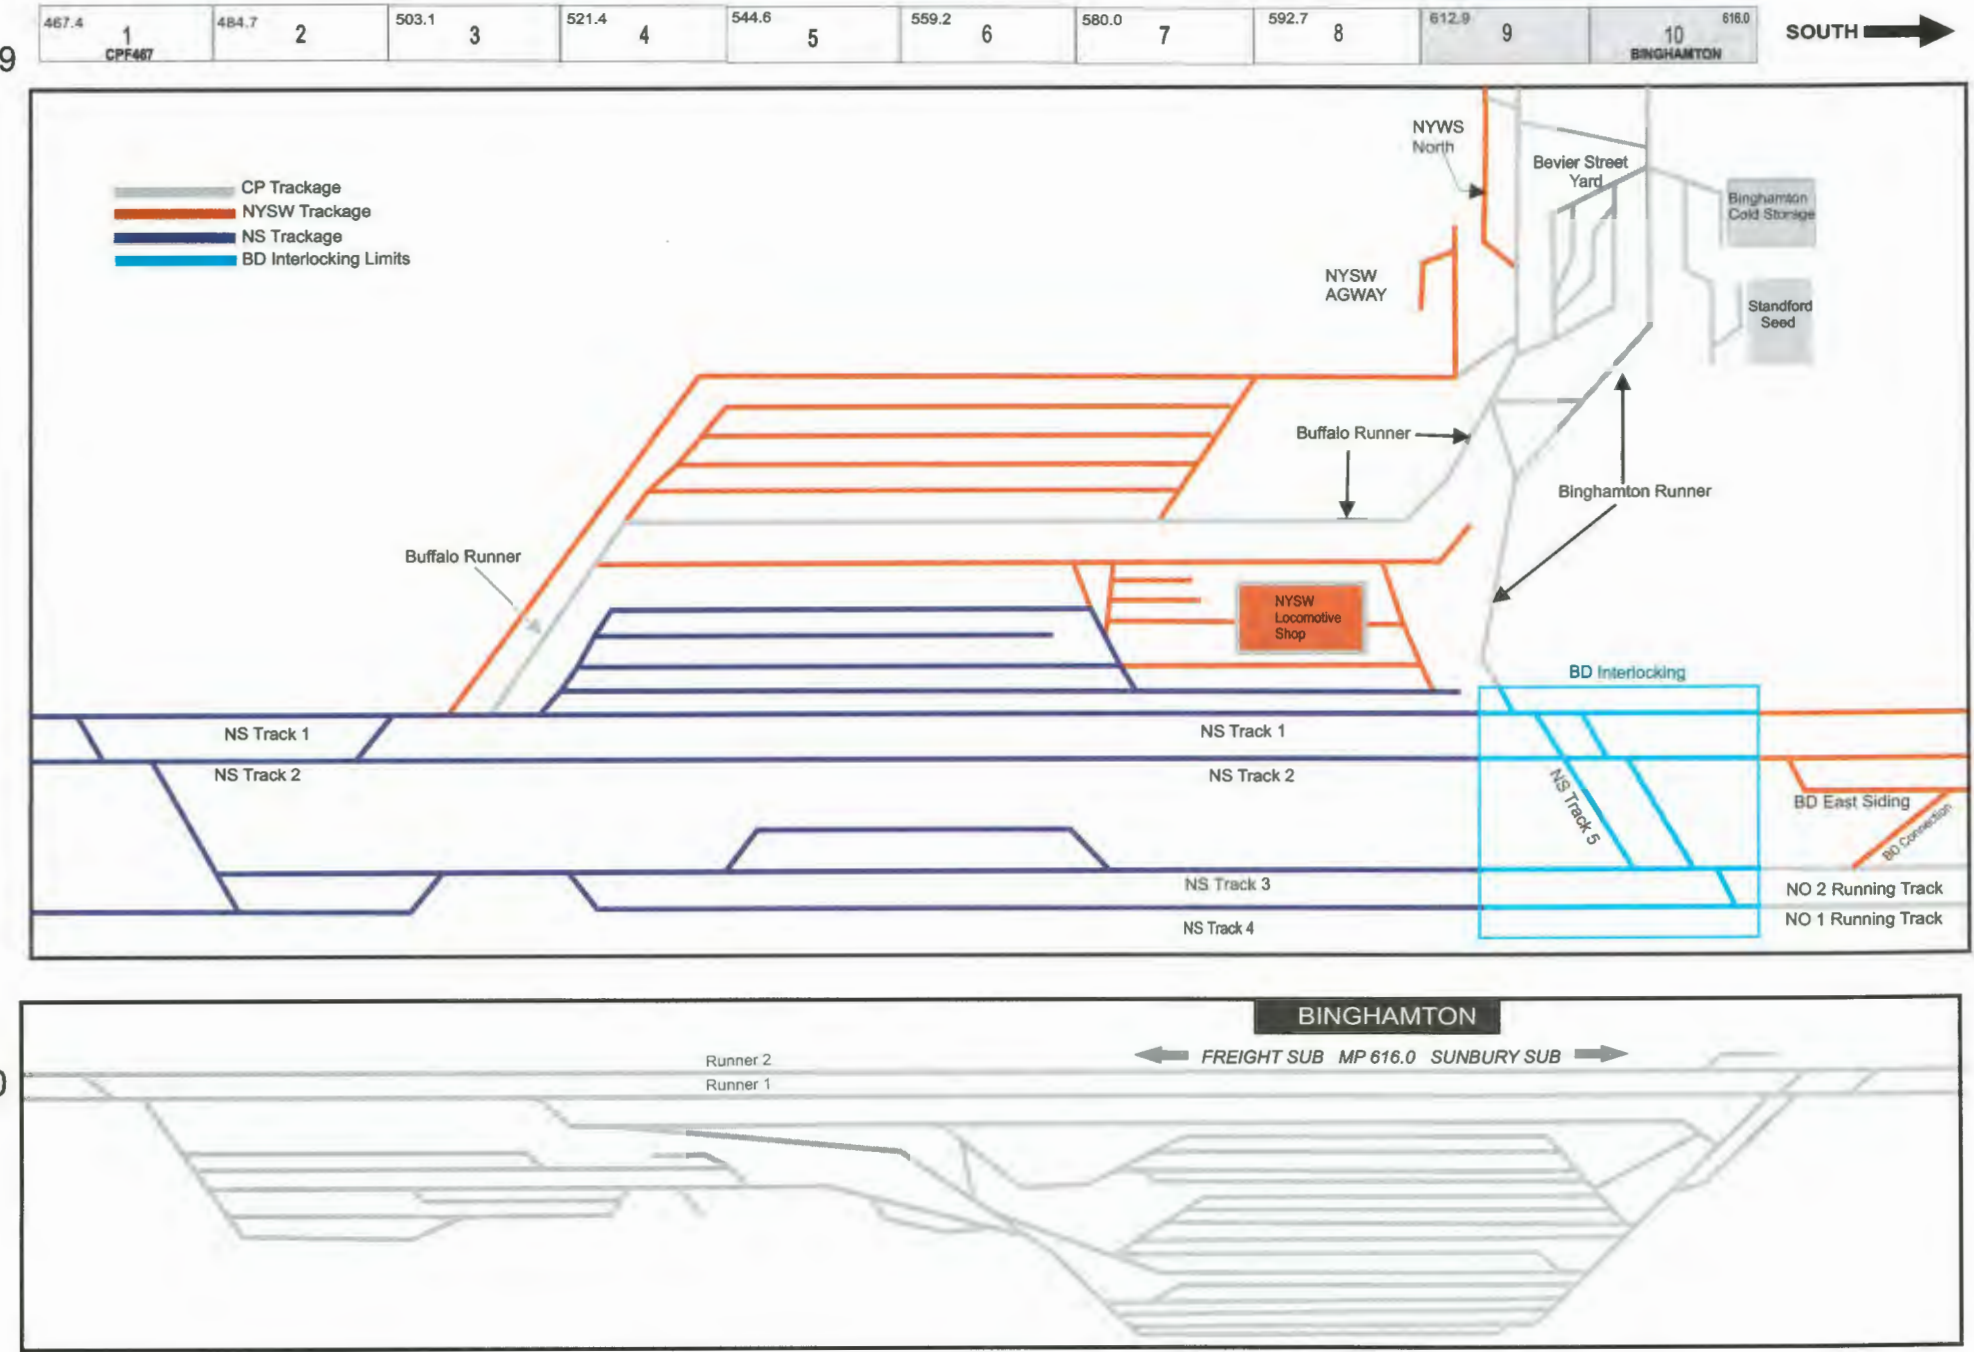 467.4
1
CPF467
484.7
2
503.1
3
521.4
4
544.6
5
559.2
6
580.0
7
592.7
8
612.9
9
10
616.0
BINGHAMTON
SOUTH
9
CP Trackage
NYSW Trackage
NS Trackage
BD Interlocking Limits
NYWS
North
Bevier Street
Yard
Binghamton
Cold Storage
NYSW
AGWAY
Standford
Seed
Buffalo Runner
Binghamton Runner
Buffalo Runner
NYSW
Locomotive
Shop
BD Interlocking
NS Track 1
NS Track 1
NS Track 2
NS Track 2
NS Track 5
BD East Siding
BD Connection
NS Track 3
NO 2 Running Track
NS Track 4
NO 1 Running Track
BINGHAMTON
FREIGHT SUB MP 616.0 SUNBURY SUB
Runner 2
Runner 1